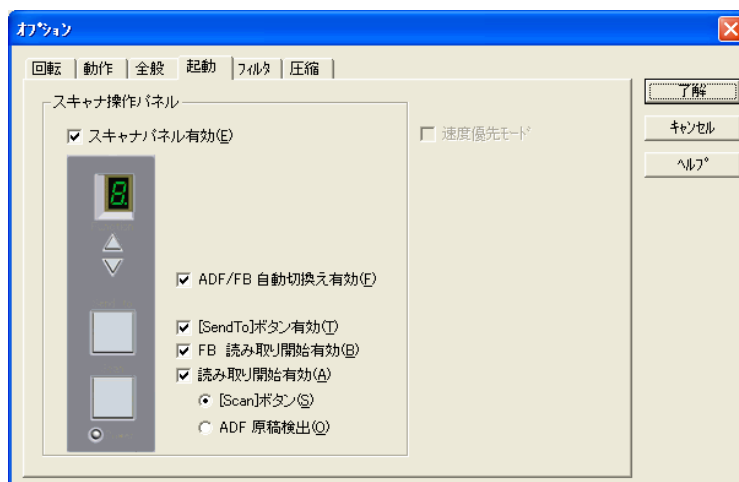 オプション
回転 動作 全般 起動 フィルタ 圧縮
了解
キャンセル
ヘルプ
スキャナ操作パネル
スキャナパネル有効(E)
速度優先モード
8.
ADF/FB 自動切換え有効(F)
[SendTo]ボタン有効(T)
FB 読み取り開始有効(B)
読み取り開始有効(A)
[Scan]ボタン(S)
ADF 原稿検出(O)